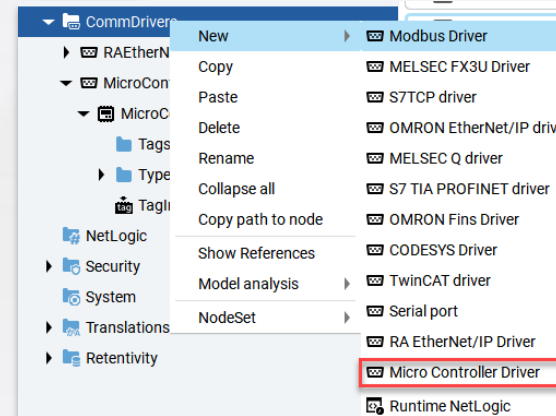 CommDrivers
RAEtherN
MicroCont
MicroC
Tags
Type
TagI
NetLogic
Security
System
Translations
Retentivity
New
Copy
Paste
Delete
Rename
Collapse all
Copy path to node
Show References
Model analysis
NodeSet
Modbus Driver
MELSEC FX3U Driver
S7TCP driver
OMRON EtherNet/IP driv
MELSEC Q driver
S7 TIA PROFINET driver
OMRON Fins Driver
CODESYS Driver
TwinCAT driver
Serial port
RA EtherNet/IP Driver
Micro Controller Driver
Runtime NetLogic